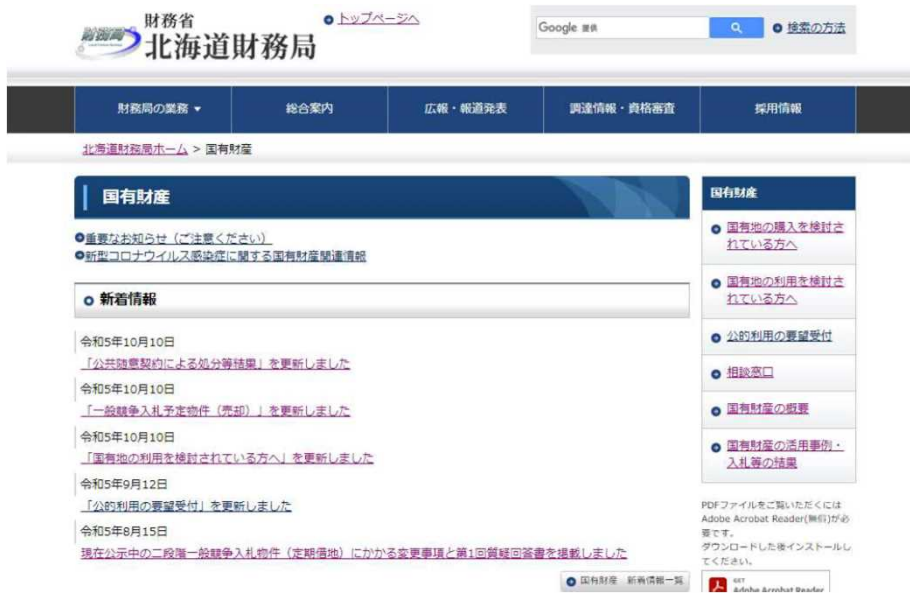 財務局
財務省
北海道財務局
トップページへ
Google 提供
検索の方法
財務局の業務 ▼
総合案内
広報・報道発表
調達情報・資格審査
採用情報
北海道財務局ホーム > 国有財産
国有財産
重要なお知らせ(ご注意ください)
新型コロナウイルス感染症に関する国有財産関連情報
新着情報
令和5年10月10日
「公共随意契約による処分等結果」を更新しました
令和5年10月10日
「一般競争入札予定物件(売却)」を更新しました
令和5年10月10日
「国有地の利用を検討されている方へ」を更新しました
令和5年9月12日
「公的利用の要望受付」を更新しました
令和5年8月15日
現在公示中の二段階一般競争入札物件(定期借地)にかかる変更事項と第1回質疑回答書を掲載しました
国有財産 新着情報一覧
国有財産
国有地の購入を検討さ
れている方へ
国有地の利用を検討さ
れている方へ
公的利用の要望受付
相談窓口
国有財産の概要
国有財産の活用事例・
入札等の結果
PDFファイルをご覧いただくには
Adobe Acrobat Reader(無償)が必
要です。
ダウンロードした後インストールし
てください。
GET
Adobe Acrobat Reader